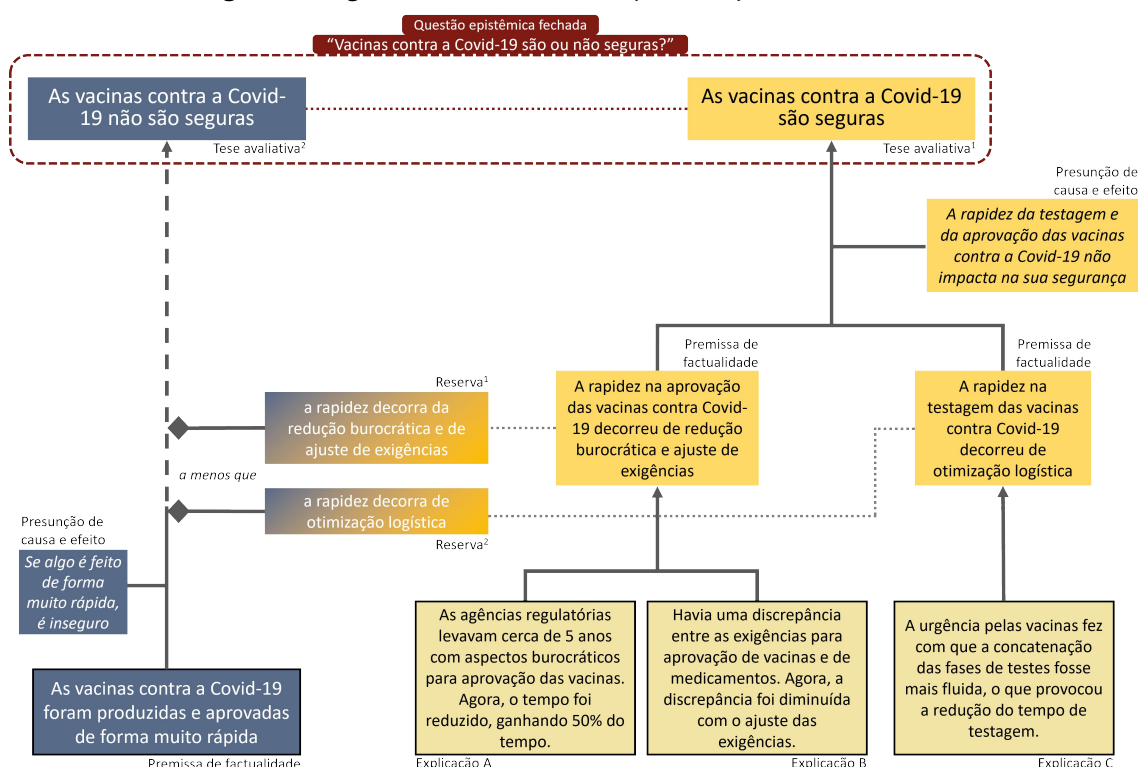 Questão epistêmica fechada
“Vacinas contra a Covid-19 são ou não seguras?”
As vacinas contra a Covid-
19 não são seguras
Tese avaliativa²
As vacinas contra a Covid-19
são seguras
Tese avaliativa¹
Presunção de
causa e efeito
A rapidez da testagem e
da aprovação das vacinas
contra a Covid-19 não
impacta na sua segurança
Premissa de
factualidade
A rapidez na aprovação
das vacinas contra Covid-
19 decorreu de redução
burocrática e ajuste de
exigências
Premissa de
factualidade
A rapidez na
testagem das vacinas
contra Covid-19
decorreu de
otimização logística
Reserva¹
a rapidez decorra da
redução burocrática e de
ajuste de exigências
a menos que
a rapidez decorra de
otimização logística
Reserva²
Presunção de
causa e efeito
Se algo é feito
de forma
muito rápida,
é inseguro
As vacinas contra a Covid-19
foram produzidas e aprovadas
de forma muito rápida
Premissa de factualidade
As agências regulatórias
levavam cerca de 5 anos
com aspectos burocráticos
para aprovação das vacinas.
Agora, o tempo foi
reduzido, ganhando 50% do
tempo.
Explicação A
Havia uma discrepância
entre as exigências para
aprovação de vacinas e de
medicamentos. Agora, a
discrepância foi diminuída
com o ajuste das
exigências.
Explicação B
A urgência pelas vacinas fez
com que a concatenação
das fases de testes fosse
mais fluida, o que provocou
a redução do tempo de
testagem.
Explicação C